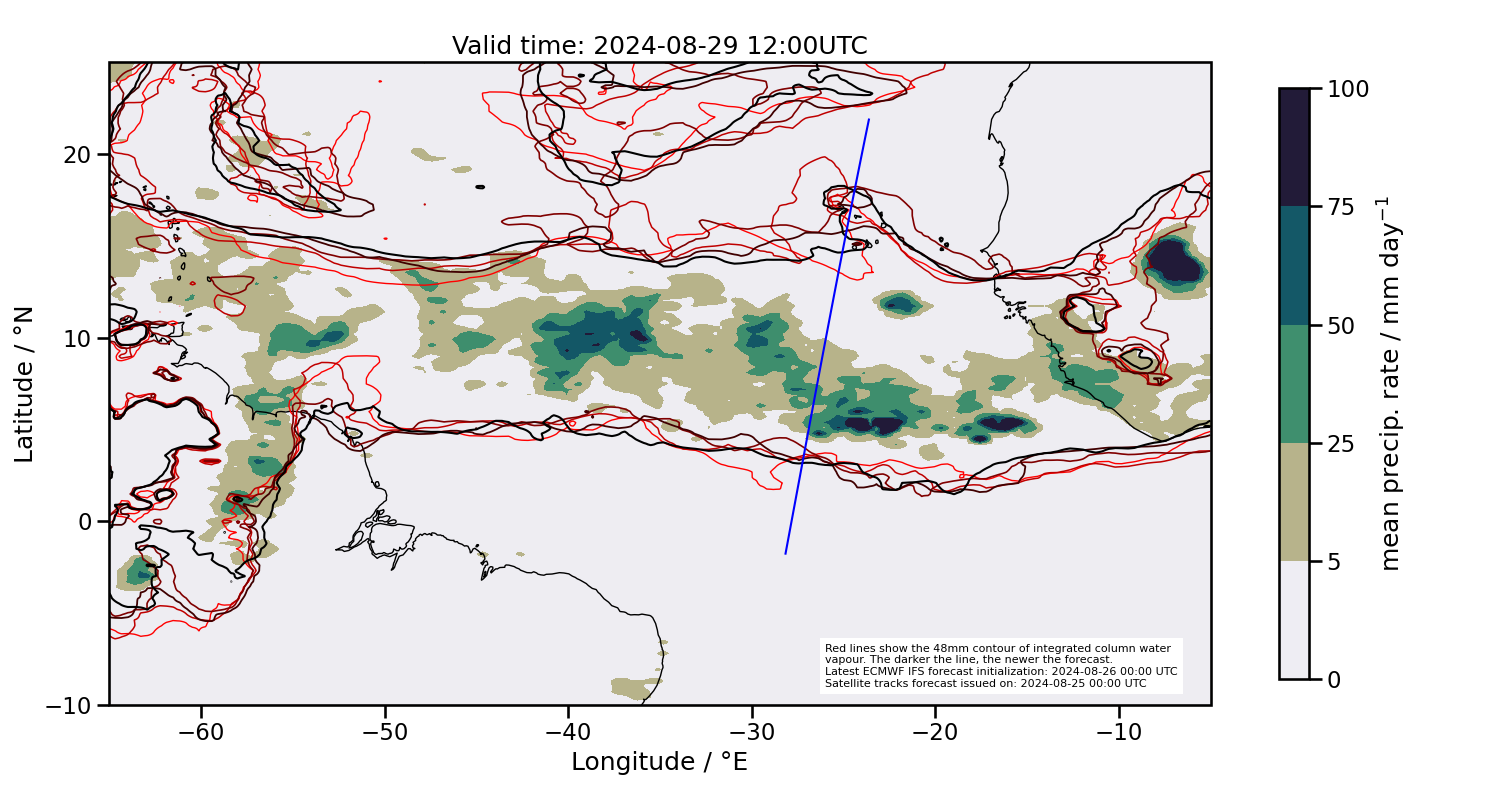 Valid time: 2024-08-29 12:00UTC
20
10
0
−10
Latitude / °N
−60
−50
−40
−30
−20
−10
Longitude / °E
Red lines show the 48mm contour of integrated column water
vapour. The darker the line, the newer the forecast.
Latest ECMWF IFS forecast initialization: 2024-08-26 00:00 UTC
Satellite tracks forecast issued on: 2024-08-25 00:00 UTC
100
75
50
25
5
0
mean precip. rate / mm day⁻¹